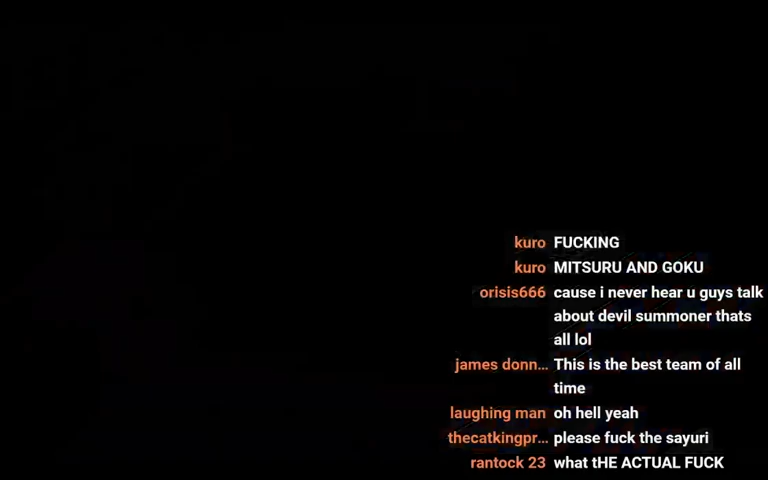 kuro FUCKING
kuro MITSURU AND GOKU
orisis666 cause i never hear u guys talk
about devil summoner thats
all lol
james donn... This is the best team of all
time
laughing man oh hell yeah
thecatkingpr... please fuck the sayuri
rantock 23 what tHE ACTUAL FUCK